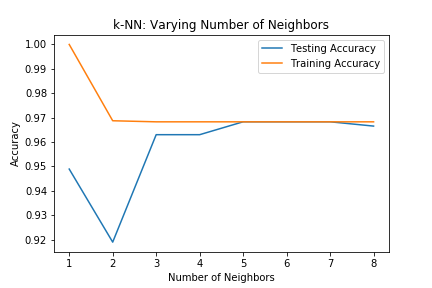 k-NN: Varying Number of Neighbors
Testing Accuracy
Training Accuracy
1.00
0.99
0.98
0.97
0.96
0.95
0.94
0.93
0.92
Accuracy
1 2 3 4 5 6 7 8
Number of Neighbors